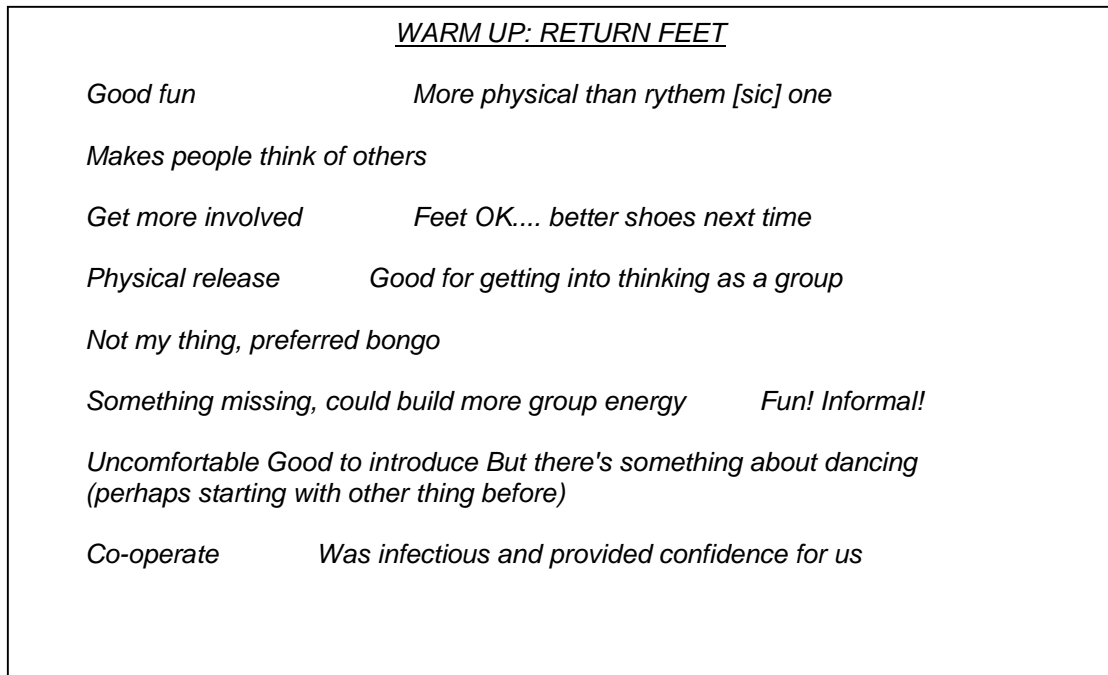 WARM UP: RETURN FEET
Good fun More physical than rythem [sic] one
Makes people think of others
Get more involved Feet OK.... better shoes next time
Physical release Good for getting into thinking as a group
Not my thing, preferred bongo
Something missing, could build more group energy Fun! Informal!
Uncomfortable Good to introduce But there's something about dancing
(perhaps starting with other thing before)
Co-operate Was infectious and provided confidence for us